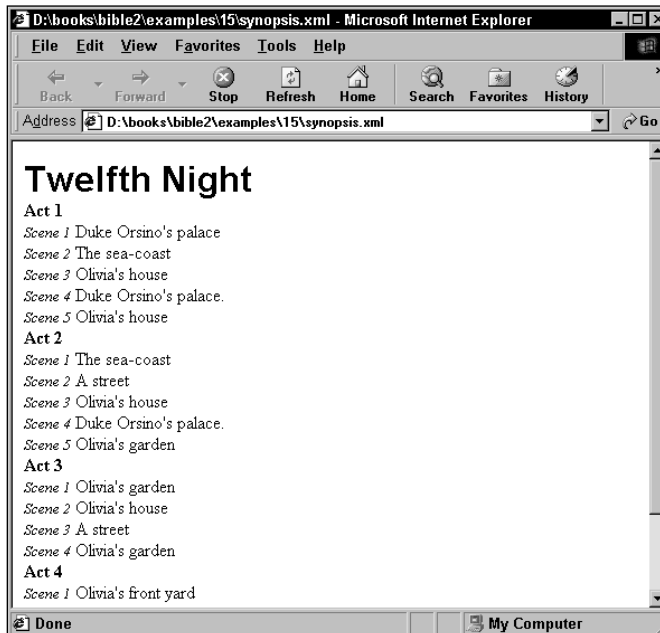 D:\books\bible2\examples\15\synopsis.xml - Microsoft Internet Explorer
File Edit View Favorites Tools Help
Back Forward Stop Refresh Home Search Favorites History »
Address D:\books\bible2\examples\15\synopsis.xml Go
Twelfth Night
Act 1
Scene 1 Duke Orsino's palace
Scene 2 The sea-coast
Scene 3 Olivia's house
Scene 4 Duke Orsino's palace.
Scene 5 Olivia's house
Act 2
Scene 1 The sea-coast
Scene 2 A street
Scene 3 Olivia's house
Scene 4 Duke Orsino's palace.
Scene 5 Olivia's garden
Act 3
Scene 1 Olivia's garden
Scene 2 Olivia's house
Scene 3 A street
Scene 4 Olivia's garden
Act 4
Scene 1 Olivia's front yard
Done My Computer